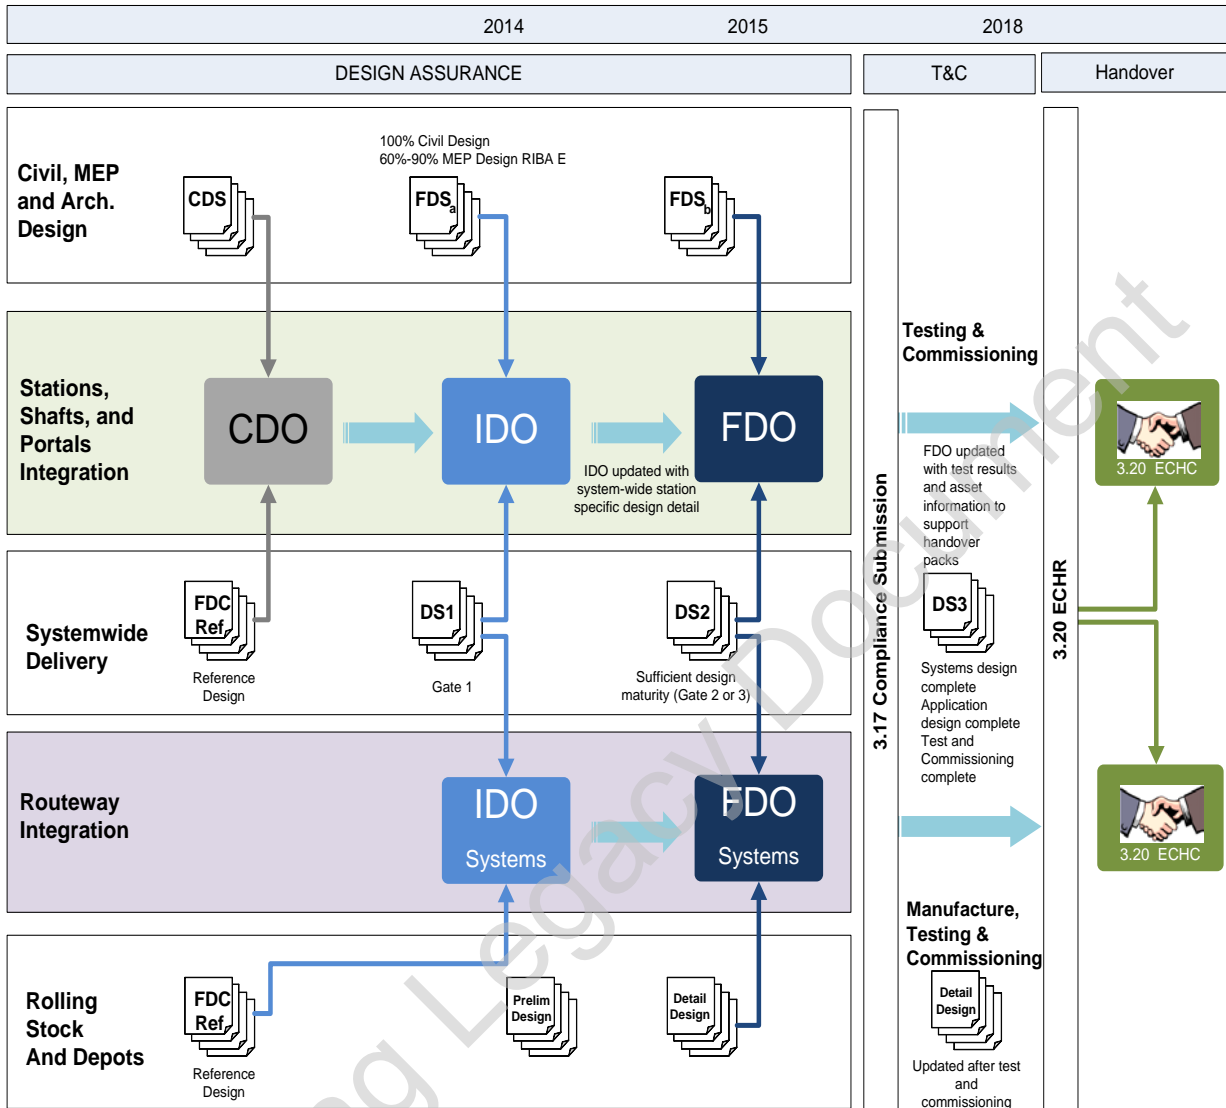 2014
2015
2018
DESIGN ASSURANCE
T&C
Handover
Civil, MEP
and Arch.
Design
CDS
100% Civil Design
60%-90% MEP Design RIBA E
FDSa
FDSb
Stations,
Shafts, and
Portals
Integration
CDO
IDO
IDO updated with
system-wide station
specific design detail
FDO
Systemwide
Delivery
FDC
Ref
Reference
Design
DS1
Gate 1
DS2
Sufficient design
maturity (Gate 2 or 3)
Routeway
Integration
IDO
Systems
FDO
Systems
Rolling
Stock
And Depots
FDC
Ref
Reference
Design
Prelim
Design
Detail
Design
3.17 Compliance Submission
Testing &
Commissioning
FDO updated
with test results
and asset
information to
support
handover
packs
DS3
Systems design
complete
Application
design complete
Test and
Commissioning
complete
Manufacture,
Testing &
Commissioning
Detail
Design
Updated after test
and
commissioning
3.20 ECHR
3.20 ECHC
3.20 ECHC
ng Legacy Document